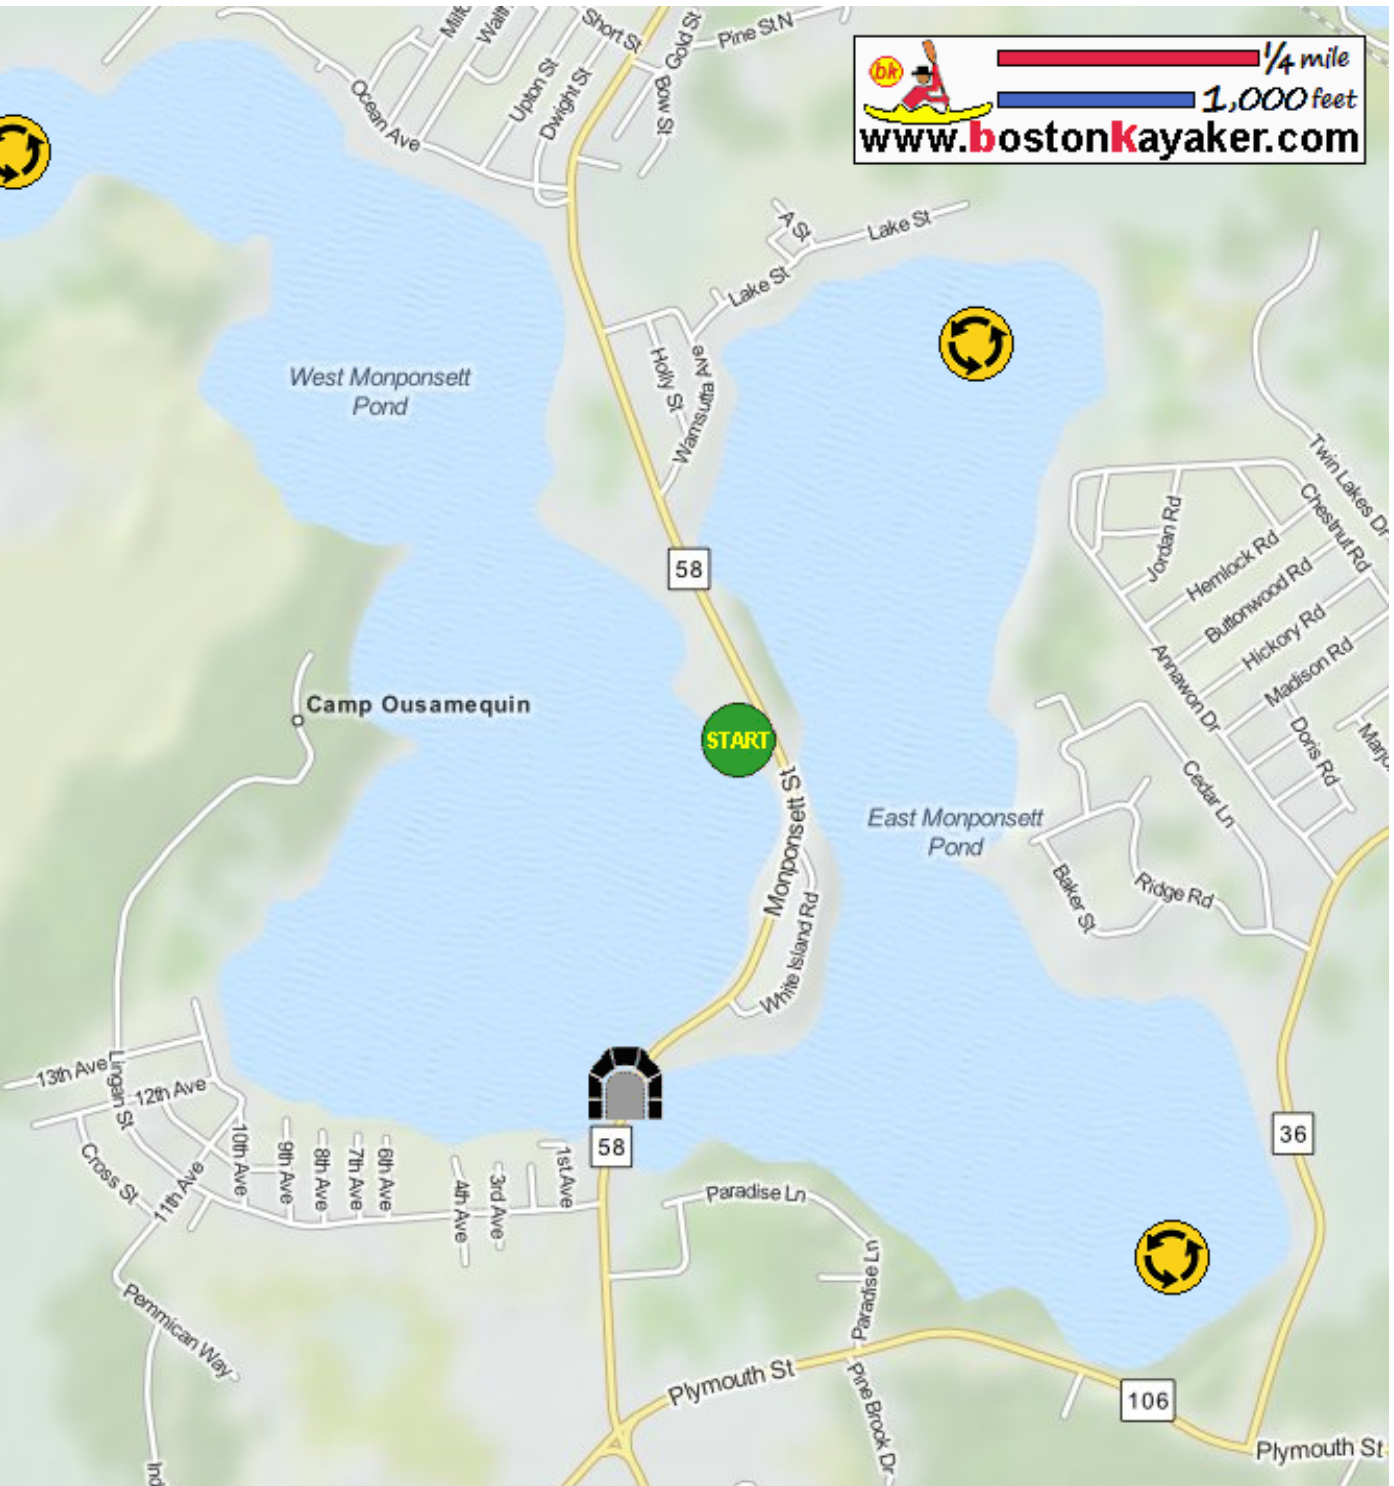 Short St
Gold St
Pine St N
Upton St
Dwight St
Bow St
Ocean Ave
bk
1/4 mile
1,000 feet
www.bostonkayaker.com
A St
Lake St
Lake St
Holly St
Wamsutta Ave
West Monponsett
Pond
Twin Lakes Dr
Chestnut Rd
Jordan Rd
Hemlock Rd
Buttonwood Rd
Hickory Rd
Madison Rd
Annawon Dr
Doris Rd
58
Camp Ousamequin
START
Monponsett St
East Monponsett
Pond
Cedar Ln
Baker St
Ridge Rd
White Island Rd
13th Ave
Lingan St
12th Ave
Cross St
11th Ave
10th Ave
9th Ave
8th Ave
7th Ave
6th Ave
4th Ave
3rd Ave
1st Ave
58
36
Paradise Ln
Paradise Ln
Pemmican Way
Plymouth St
Pine Brook Dr
106
Plymouth St